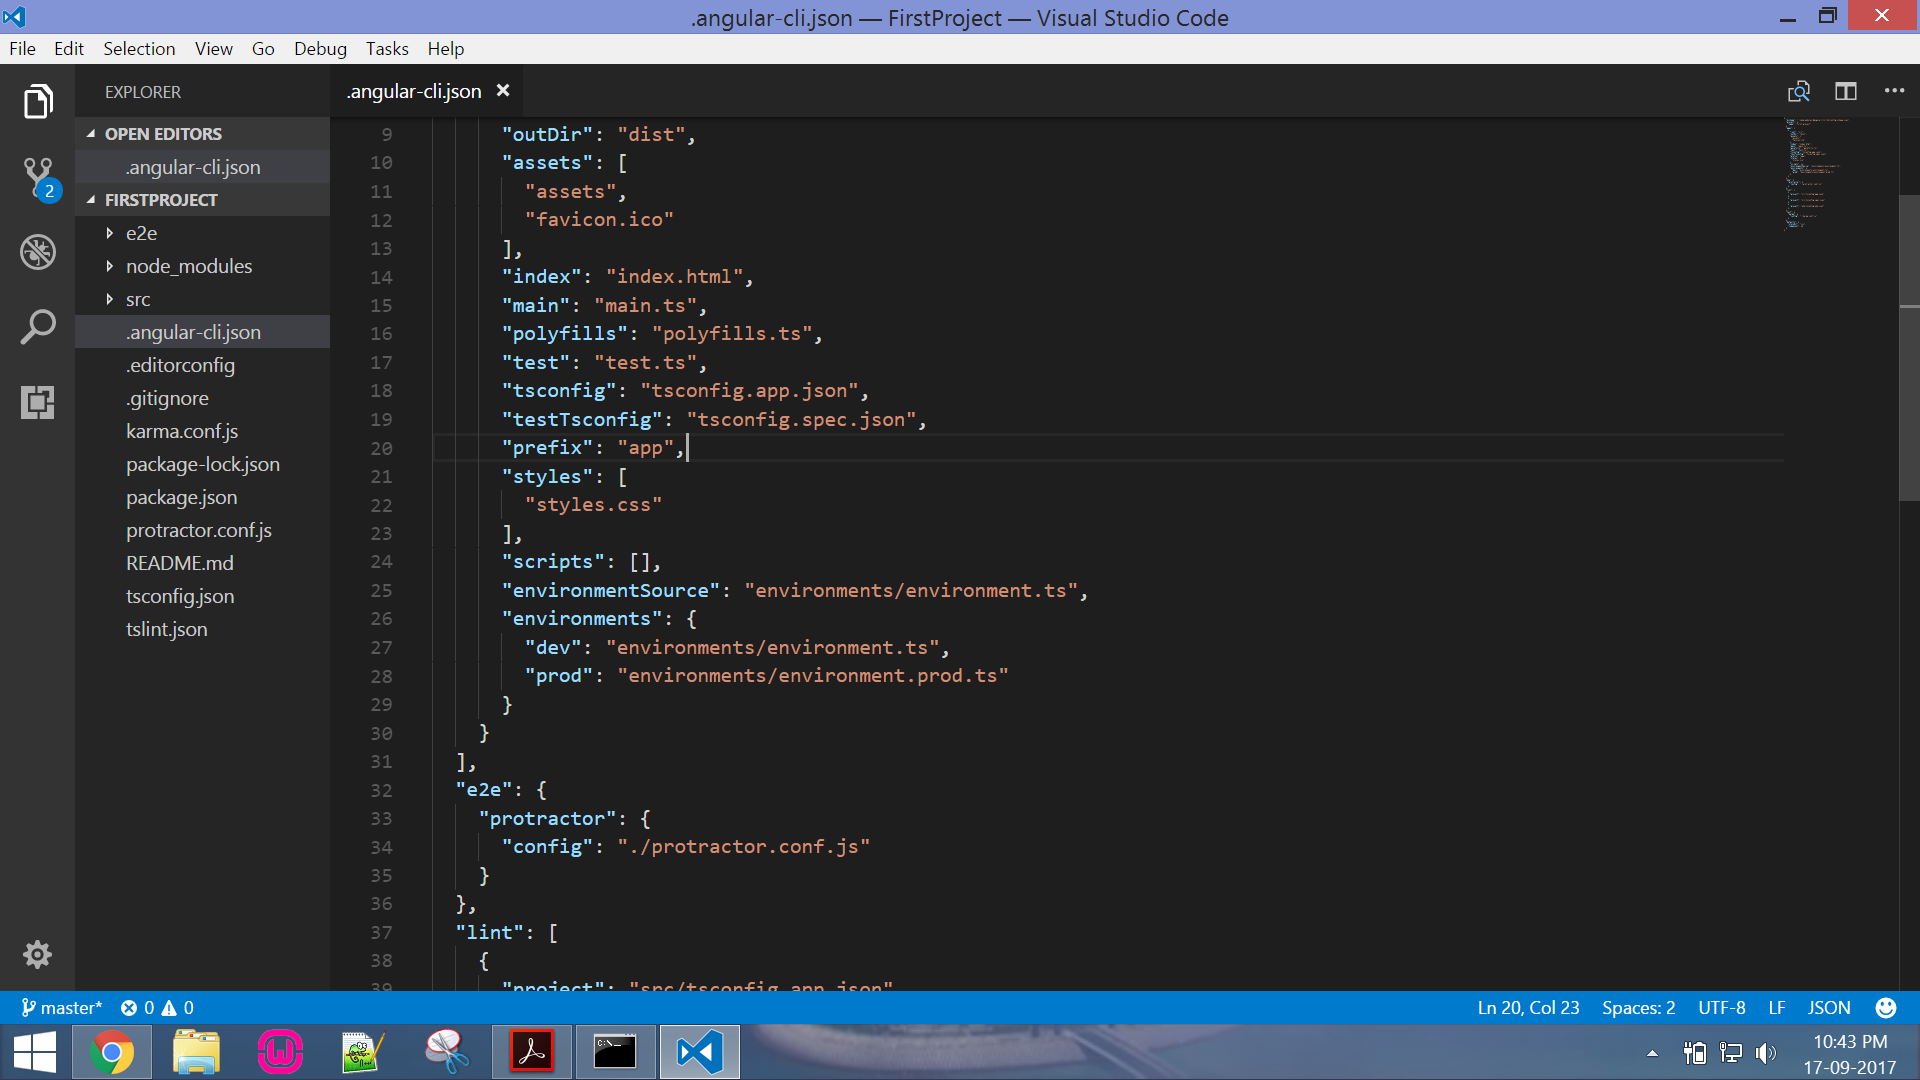 .angular-cli.json — FirstProject — Visual Studio Code
File Edit Selection View Go Debug Tasks Help
EXPLORER
OPEN EDITORS
.angular-cli.json
FIRSTPROJECT
e2e
node_modules
src
.angular-cli.json
.editorconfig
.gitignore
karma.conf.js
package-lock.json
package.json
protractor.conf.js
README.md
tsconfig.json
tslint.json
2
.angular-cli.json
9 "outDir": "dist",
10 "assets": [
11 "assets",
12 "favicon.ico"
13 ],
14 "index": "index.html",
15 "main": "main.ts",
16 "polyfills": "polyfills.ts",
17 "test": "test.ts",
18 "tsconfig": "tsconfig.app.json",
19 "testTsconfig": "tsconfig.spec.json",
20 "prefix": "app",
21 "styles": [
22 "styles.css"
23 ],
24 "scripts": [],
25 "environmentSource": "environments/environment.ts",
26 "environments": {
27 "dev": "environments/environment.ts",
28 "prod": "environments/environment.prod.ts"
29 }
30 }
31 ],
32 "e2e": {
33 "protractor": {
34 "config": "./protractor.conf.js"
35 }
36 },
37 "lint": [
38 {
39 "project": "src/tsconfig.app.json"
master* 0 0
Ln 20, Col 23 Spaces: 2 UTF-8 LF JSON
C:\_
10:43 PM
17-09-2017